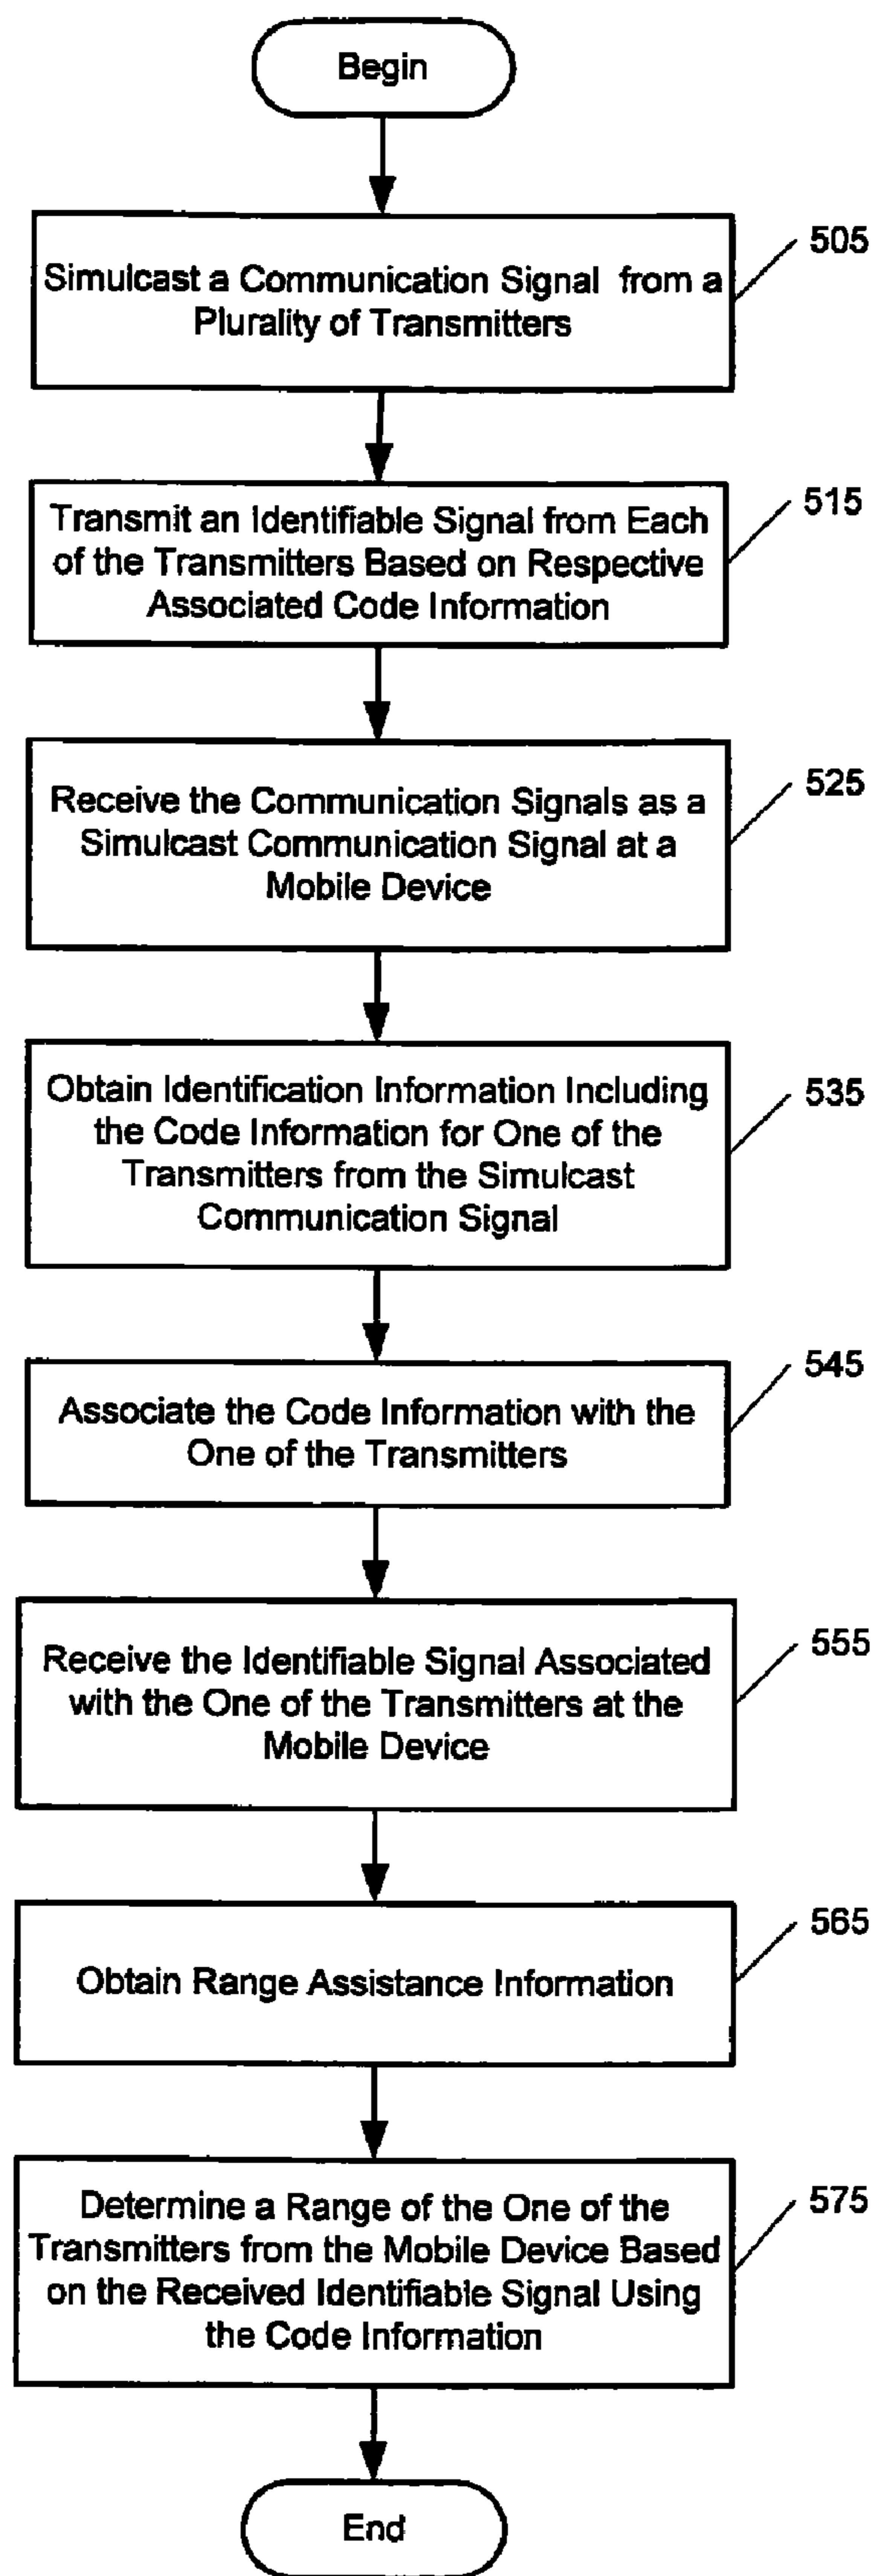 Begin
Simulcast a Communication Signal from a
Plurality of Transmitters
505
Transmit an Identifiable Signal from Each
of the Transmitters Based on Respective
Associated Code Information
515
Receive the Communication Signals as a
Simulcast Communication Signal at a
Mobile Device
525
Obtain Identification Information Including
the Code Information for One of the
Transmitters from the Simulcast
Communication Signal
535
Associate the Code Information with the
One of the Transmitters
545
Receive the Identifiable Signal Associated
with the One of the Transmitters at the
Mobile Device
555
Obtain Range Assistance Information
565
Determine a Range of the One of the
Transmitters from the Mobile Device Based
on the Received Identifiable Signal Using
the Code Information
575
End